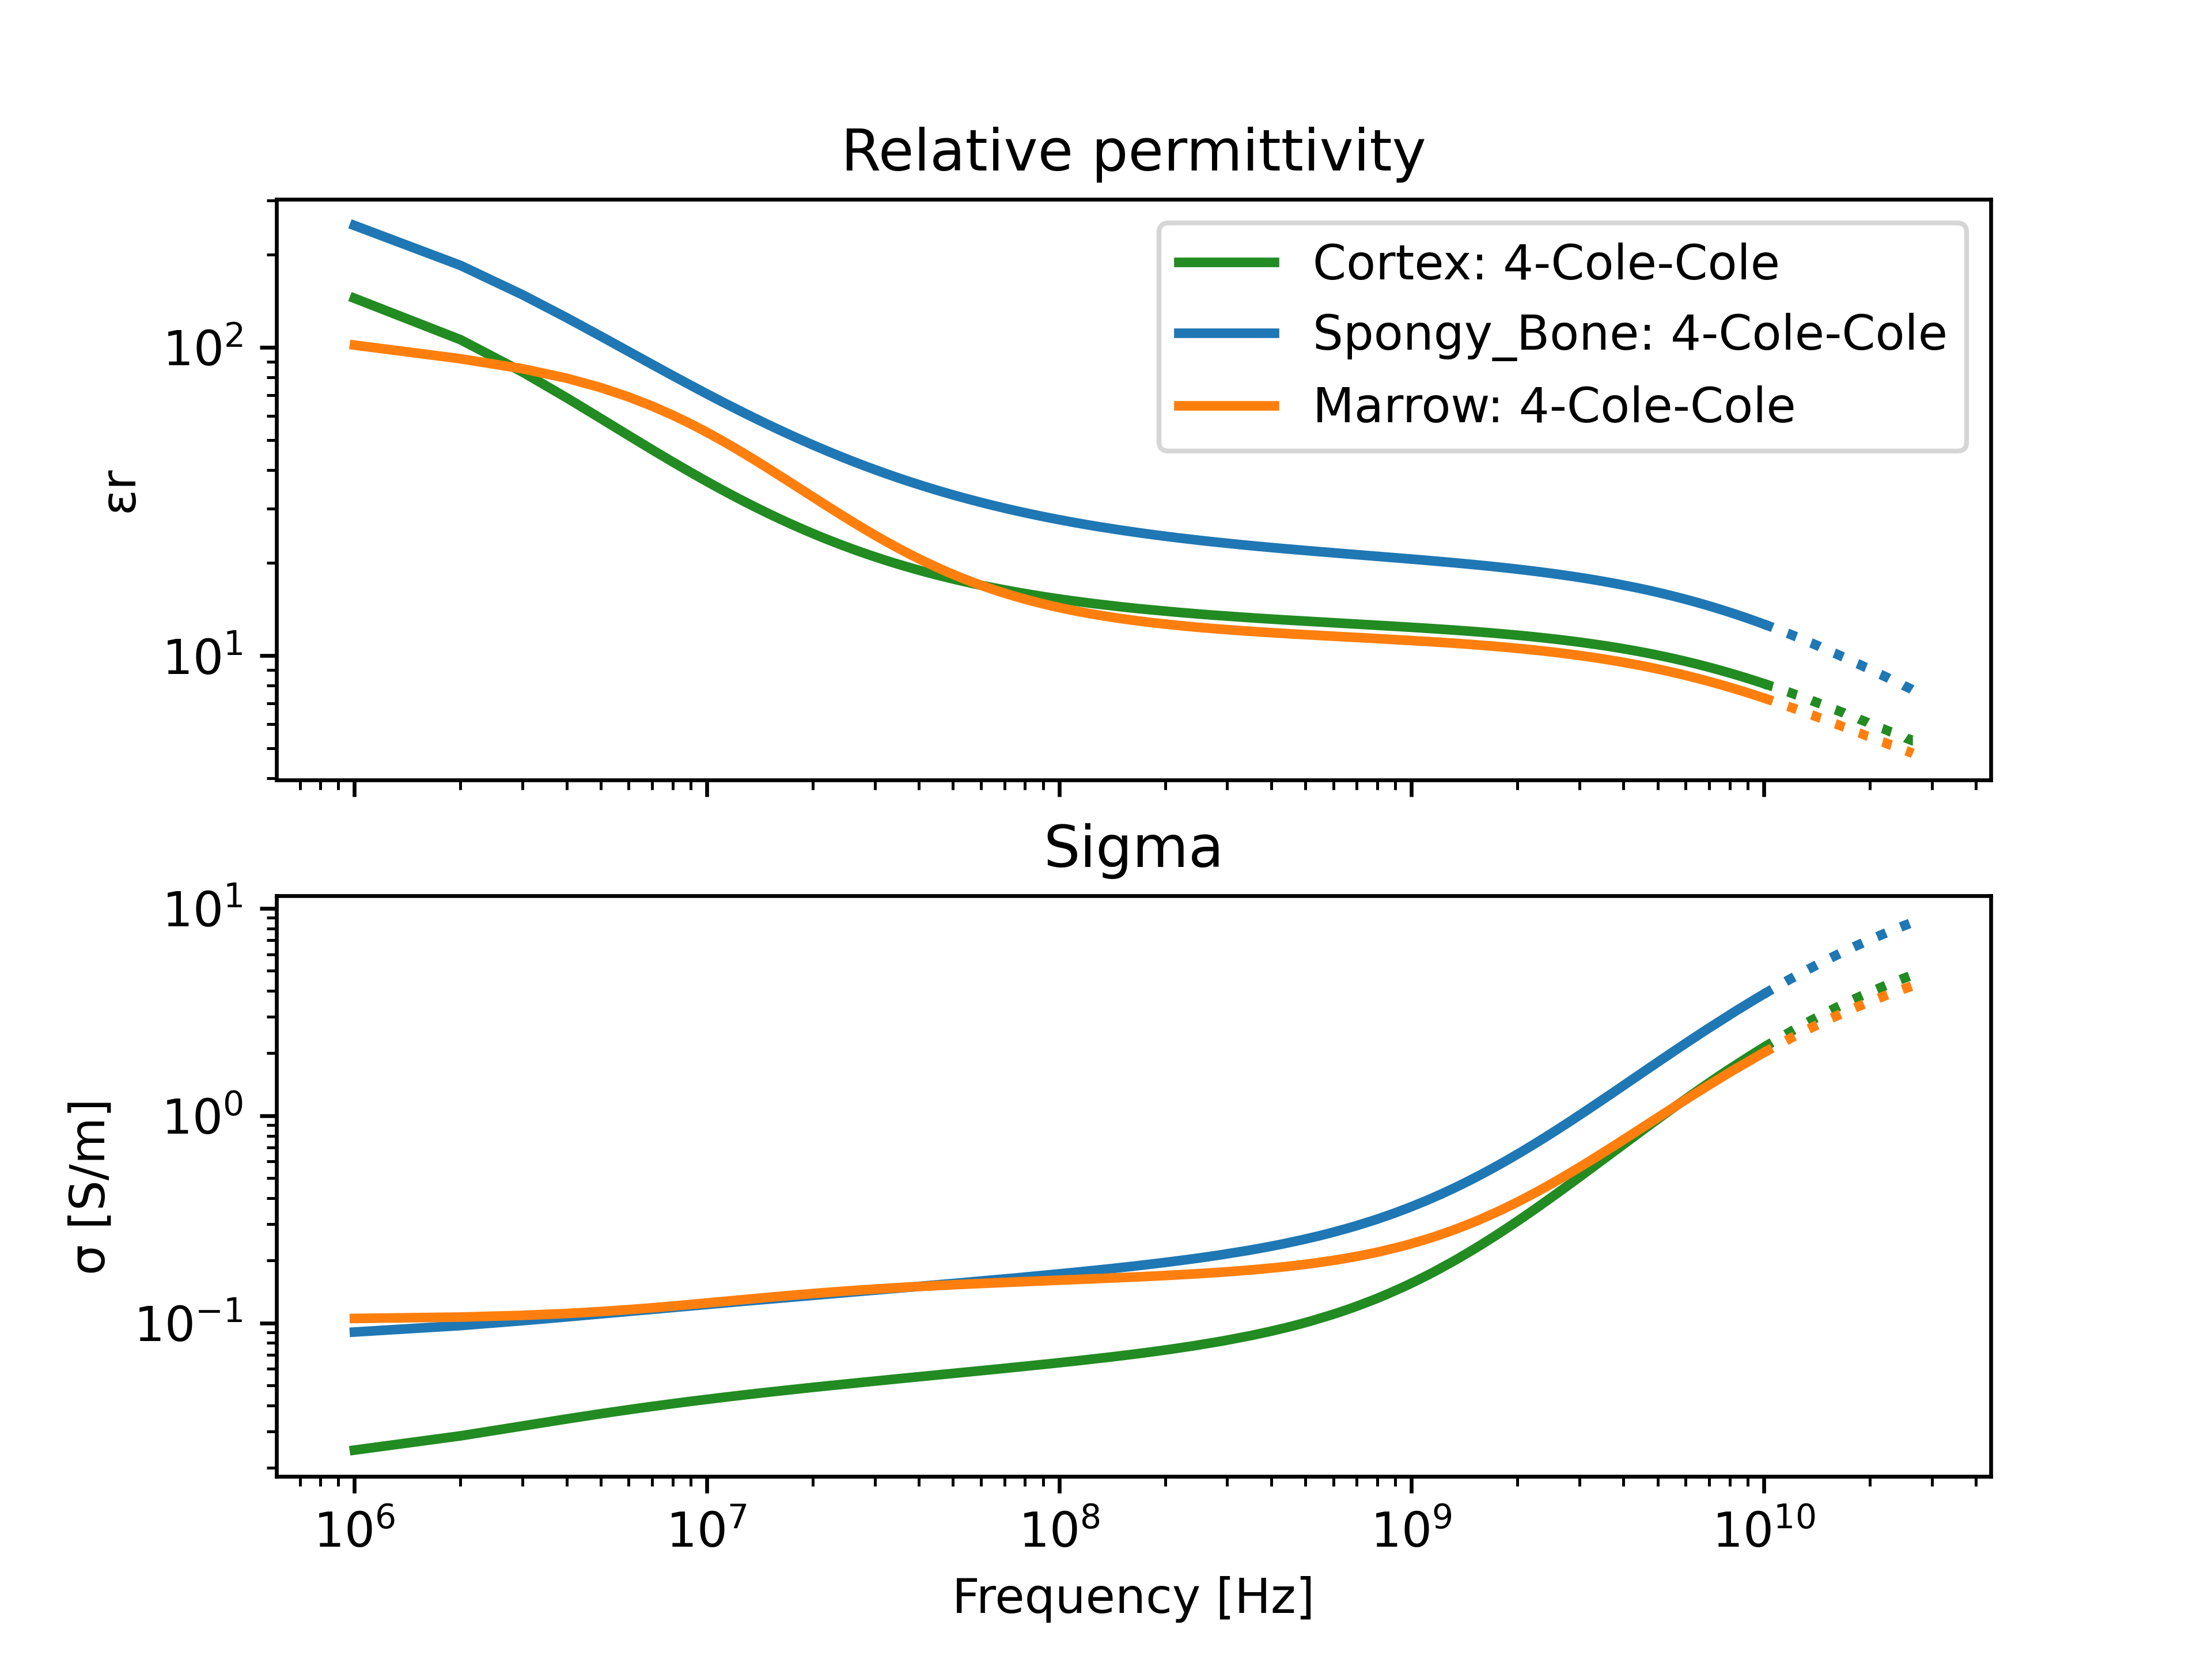 Relative permittivity
εr
10²
10¹
Cortex: 4-Cole-Cole
Spongy_Bone: 4-Cole-Cole
Marrow: 4-Cole-Cole
Sigma
σ [S/m]
10¹
10⁰
10⁻¹
10⁶ 10⁷ 10⁸ 10⁹ 10¹⁰
Frequency [Hz]